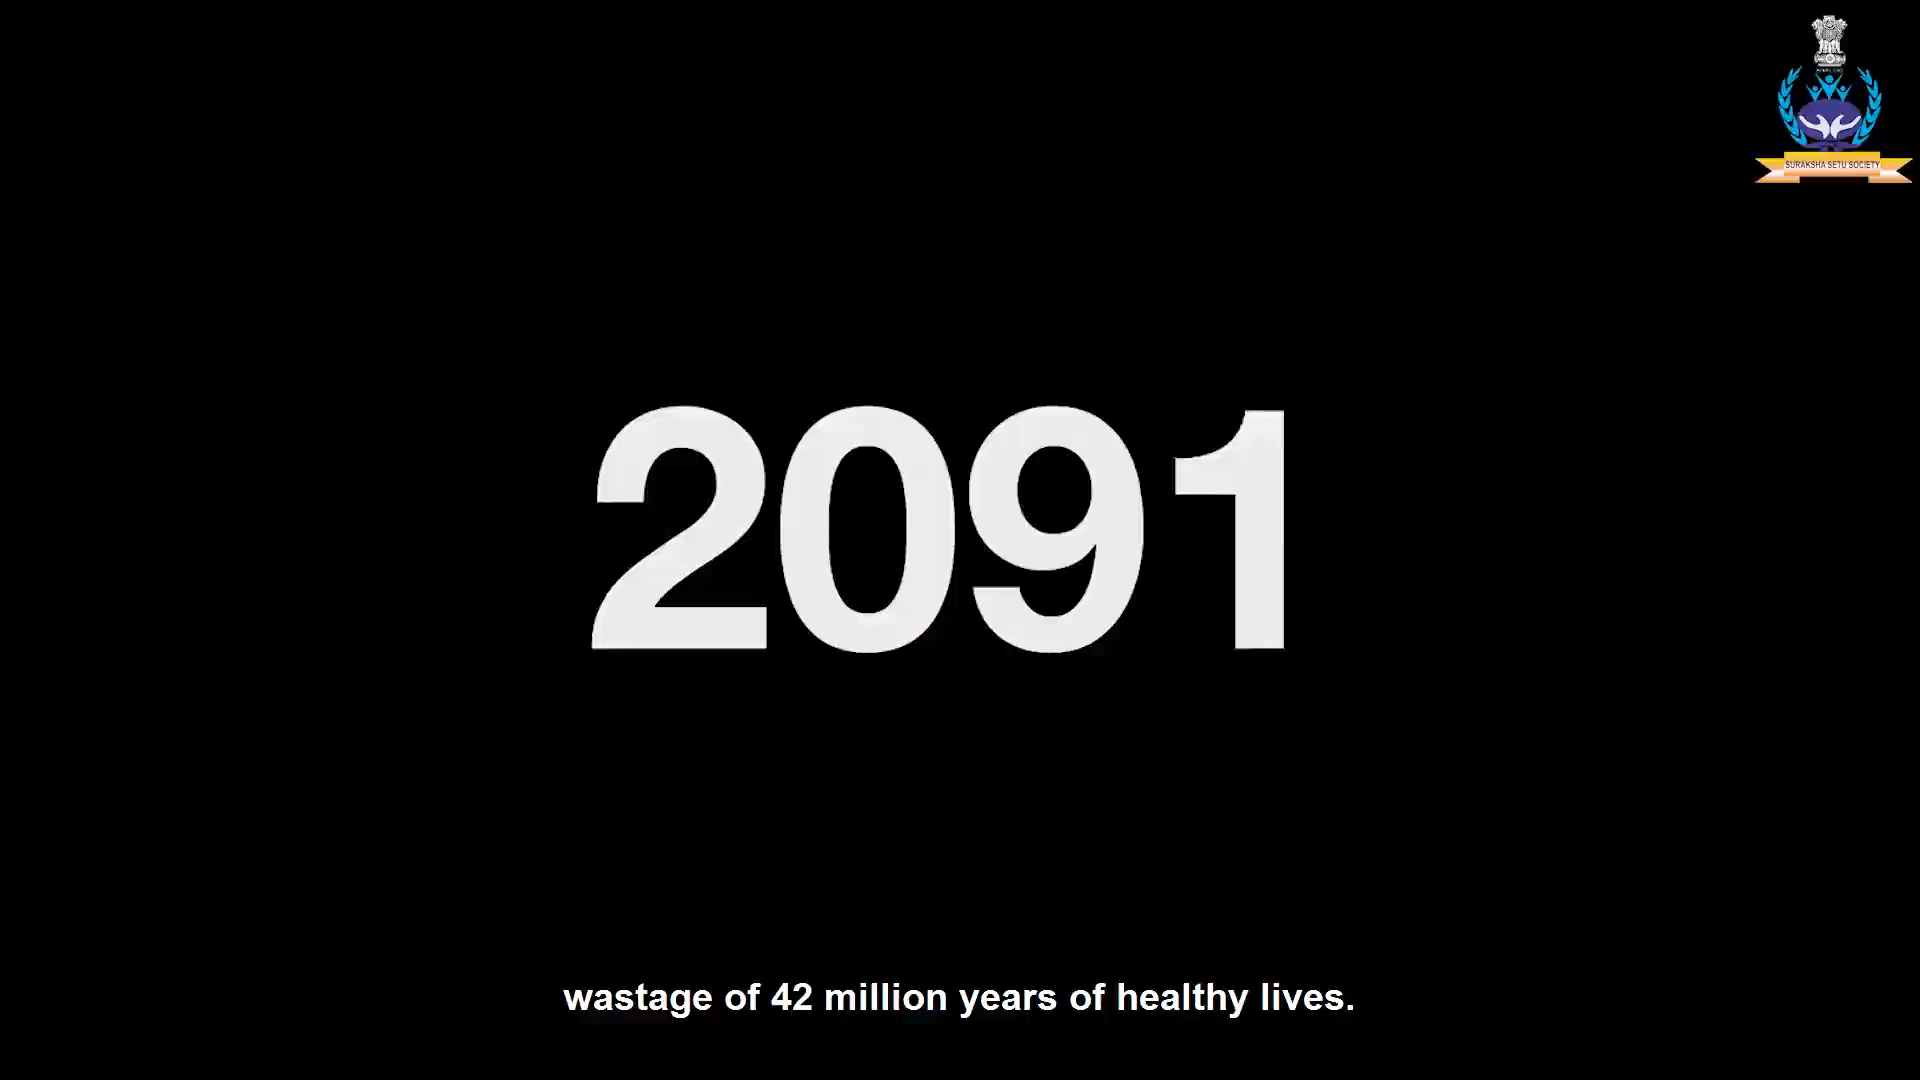 SURAKSHA SETU SOCIETY
2091
wastage of 42 million years of healthy lives.